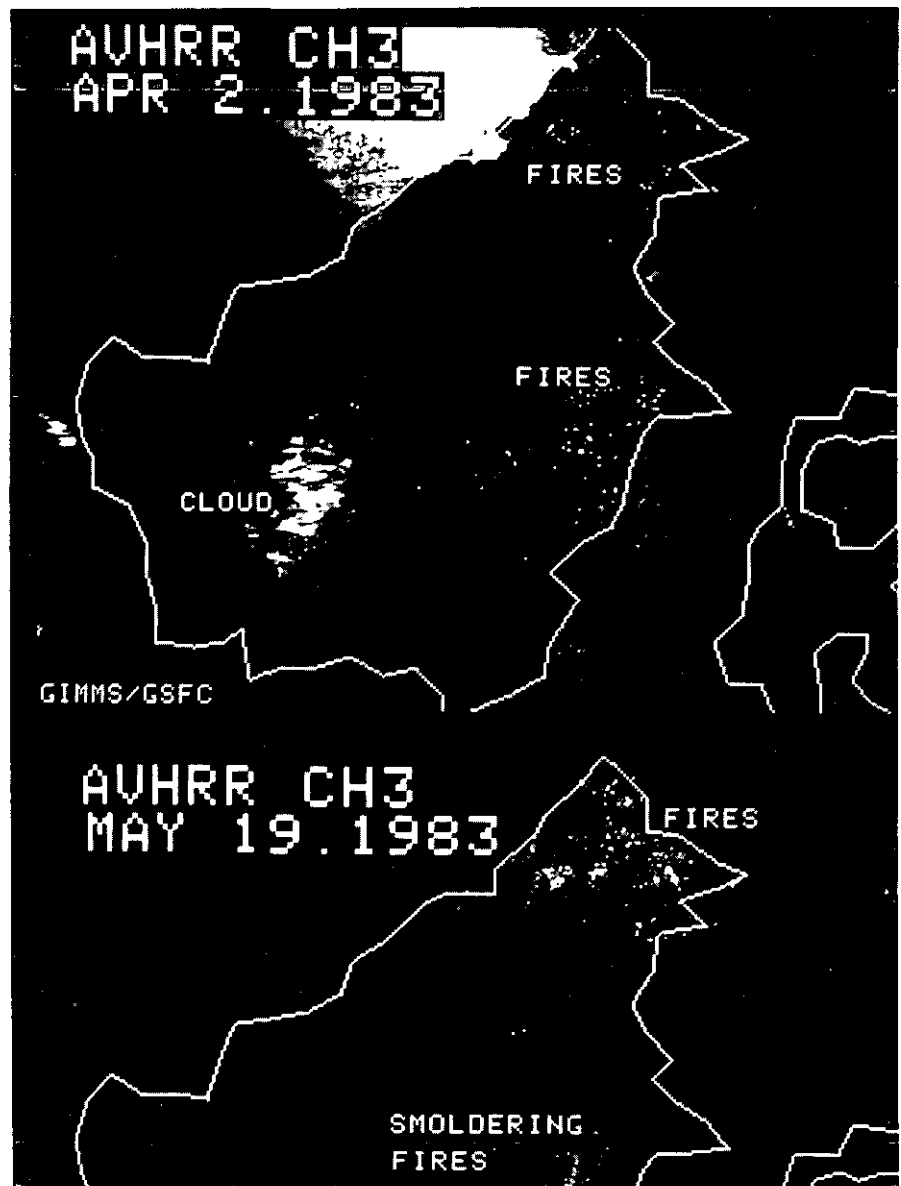 AVHRR CH3
APR 2.1983
FIRES
FIRES
CLOUD
GIMMS/GSFC
AVHRR CH3
MAY 19.1983
FIRES
SMOLDERING
FIRES